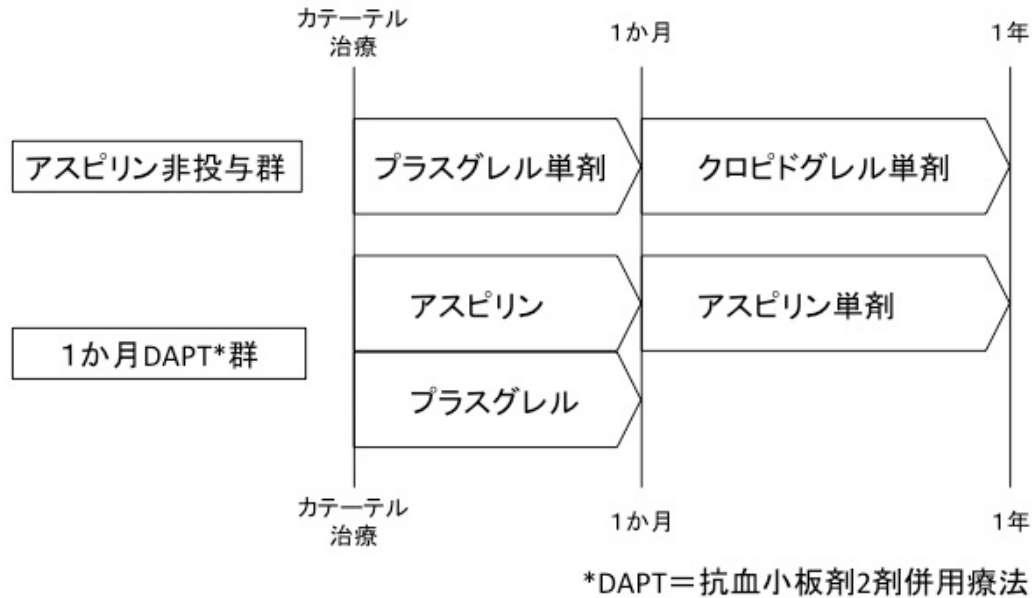 カテーテル
治療
1か月
1年
アスピリン非投与群
プラスグレル単剤
クロピドグレル単剤
アスピリン
アスピリン単剤
1か月DAPT*群
プラスグレル
カテーテル
治療
1か月
1年
*DAPT＝抗血小板剤2剤併用療法